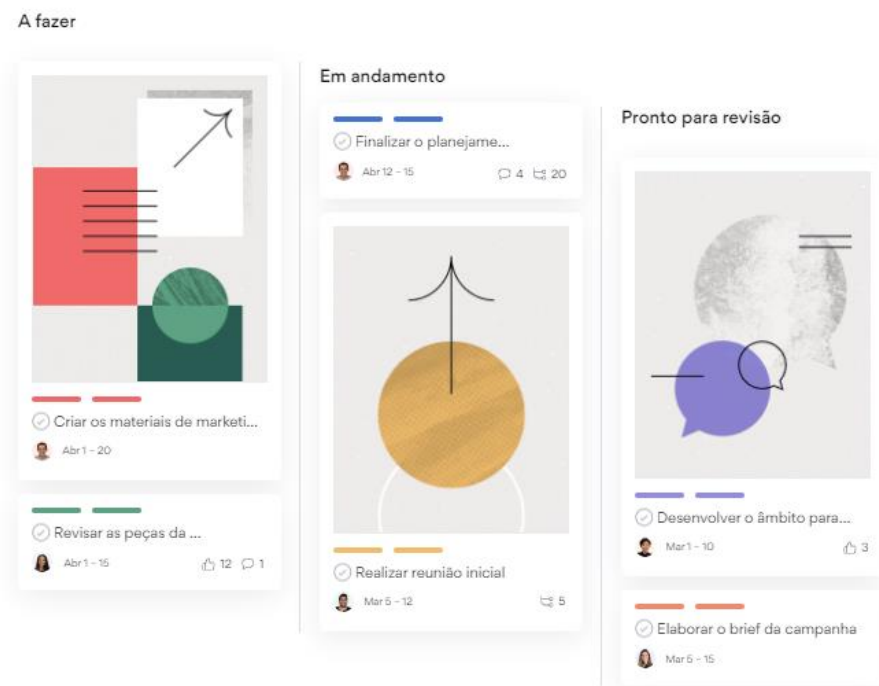 A fazer
Criar os materiais de marketi...
Abr 1 - 20
Revisar as peças da ...
Abr 1 - 15
12 1
Em andamento
Finalizar o planejame...
Abr 12 - 15
4 20
Realizar reunião inicial
Mar 5 - 12
5
Pronto para revisão
Desenvolver o âmbito para...
Mar 1 - 10
3
Elaborar o brief da campanha
Mar 5 - 15